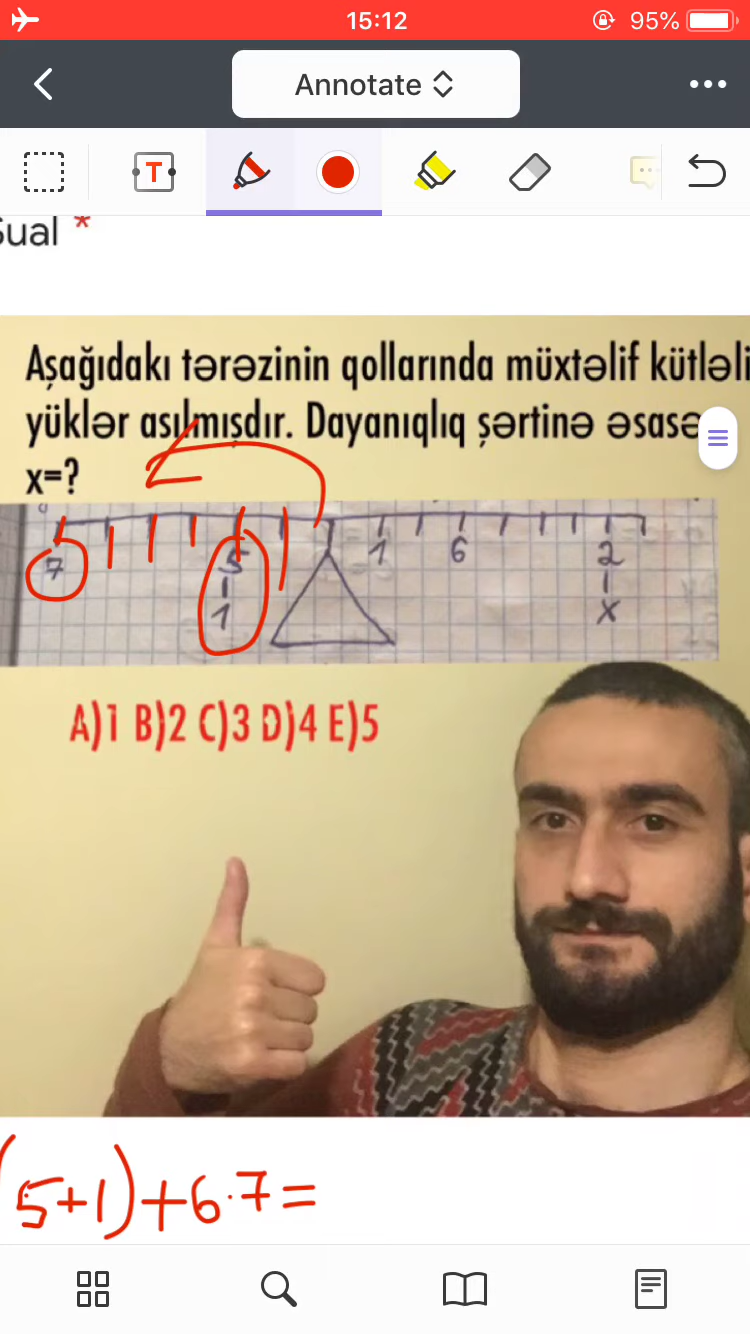 15:12
95%
Annotate
T
Sual *
Aşağıdakı tərəzinin qollarında müxtəlif kütləli
yüklər asılmışdır. Dayanıqlıq şərtinə əsasə
x=?
7 5 1 6 2
1 x
A)1 B)2 C)3 D)4 E)5
(5+1)+6·7=